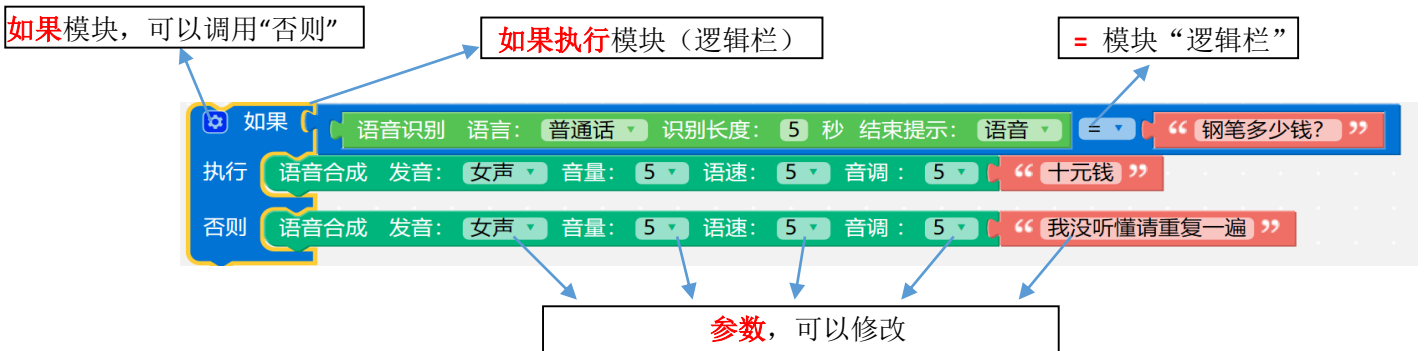 如果模块，可以调用“否则”
如果执行模块（逻辑栏）
= 模块“逻辑栏”
如果 语音识别 语言： 普通话 识别长度： 5 秒 结束提示： 语音 = “ 钢笔多少钱？ ”
执行 语音合成 发音： 女声 音量： 5 语速： 5 音调： 5 “ 十元钱 ”
否则 语音合成 发音： 女声 音量： 5 语速： 5 音调： 5 “ 我没听懂请重复一遍 ”
参数，可以修改